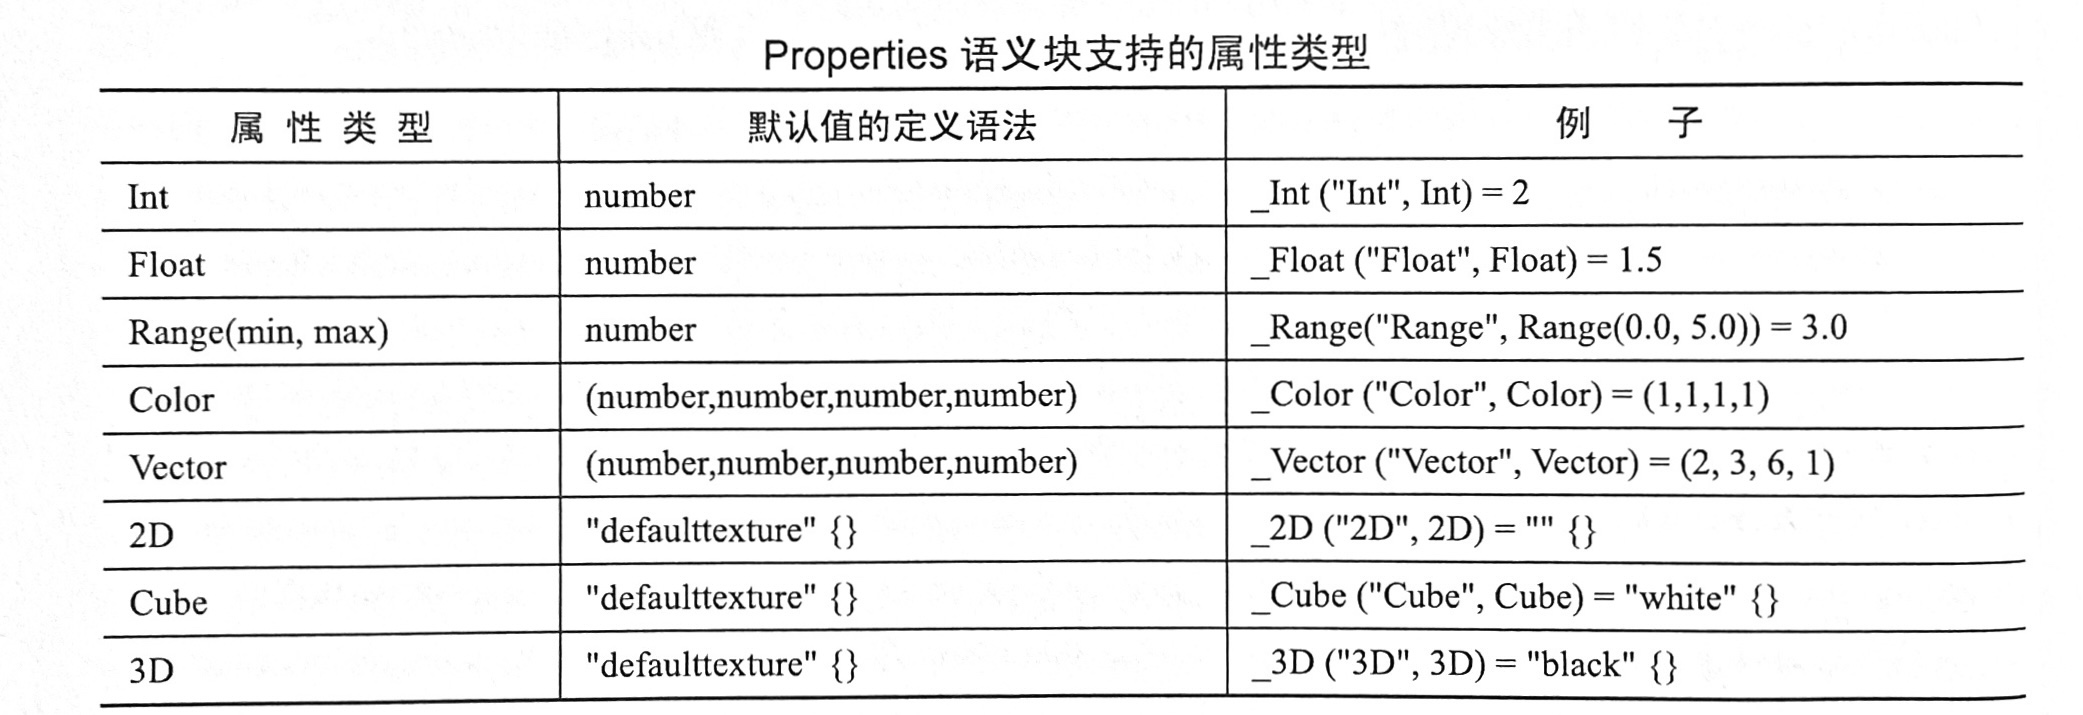 Properties 语义块支持的属性类型
属 性 类 型 默认值的定义语法 例 子
Int number _Int ("Int", Int) = 2
Float number _Float ("Float", Float) = 1.5
Range(min, max) number _Range("Range", Range(0.0, 5.0)) = 3.0
Color (number,number,number,number) _Color ("Color", Color) = (1,1,1,1)
Vector (number,number,number,number) _Vector ("Vector", Vector) = (2, 3, 6, 1)
2D "defaulttexture" {} _2D ("2D", 2D) = "" {}
Cube "defaulttexture" {} _Cube ("Cube", Cube) = "white" {}
3D "defaulttexture" {} _3D ("3D", 3D) = "black" {}